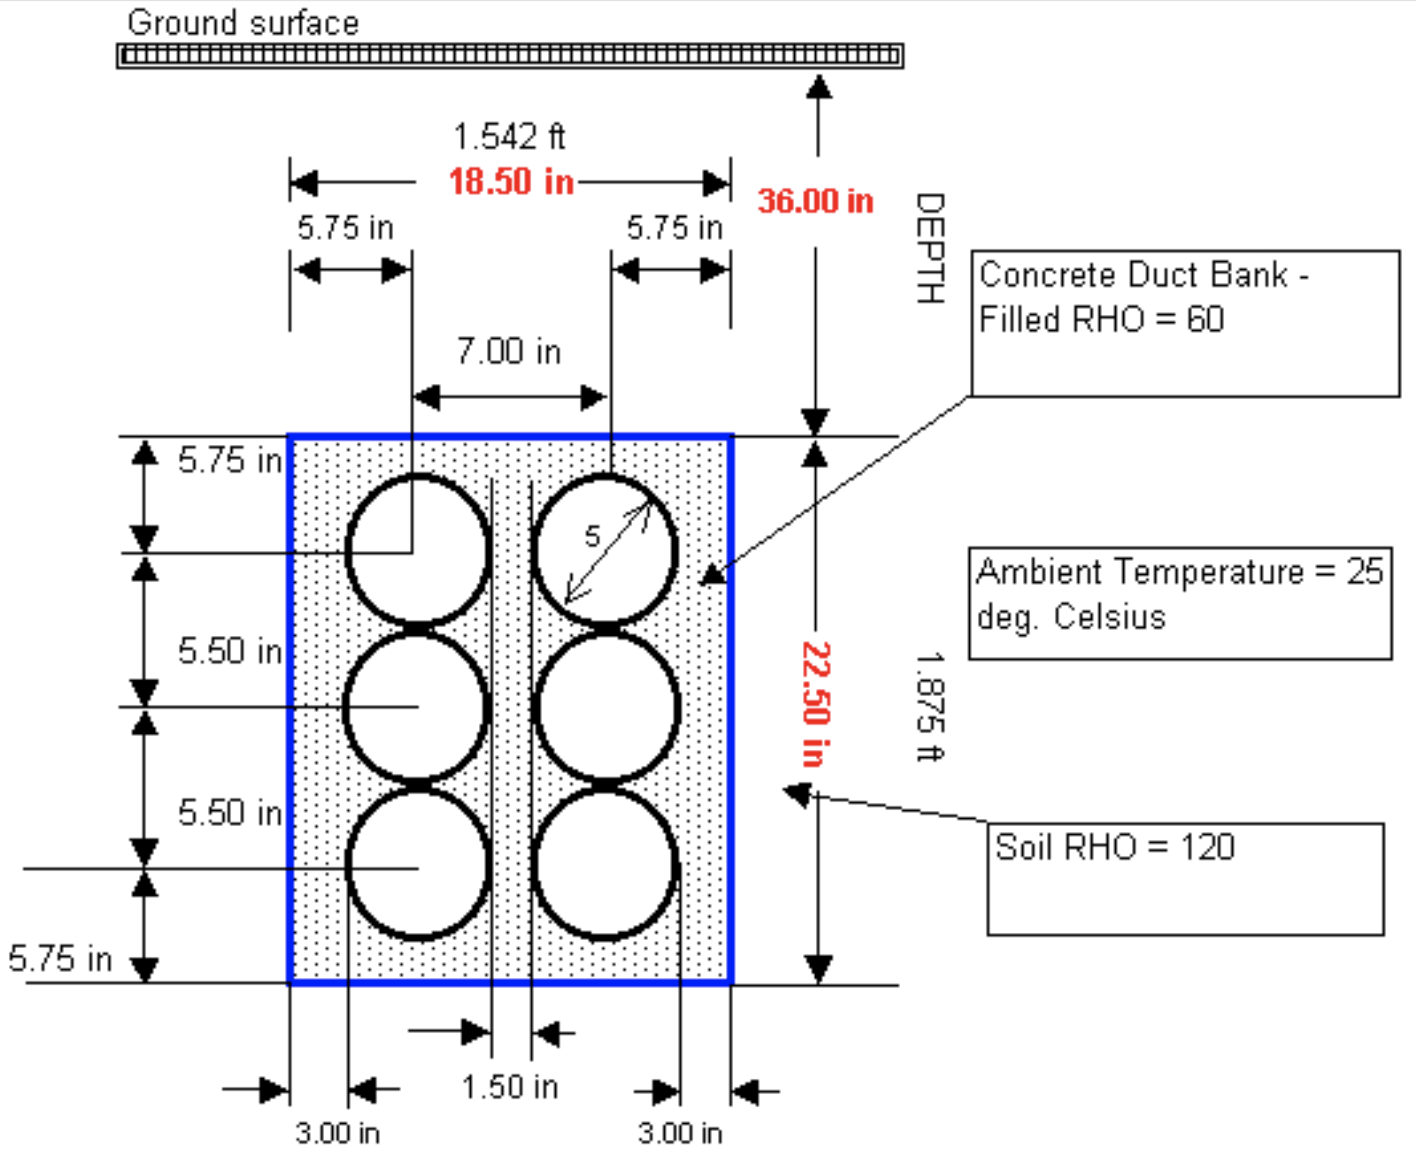 Ground surface
1.542 ft
18.50 in
36.00 in
DEPTH
5.75 in
5.75 in
Concrete Duct Bank -
Filled RHO = 60
7.00 in
5.75 in
5
Ambient Temperature = 25
deg. Celsius
5.50 in
22.50 in
1.875 ft
5.50 in
Soil RHO = 120
5.75 in
1.50 in
3.00 in
3.00 in